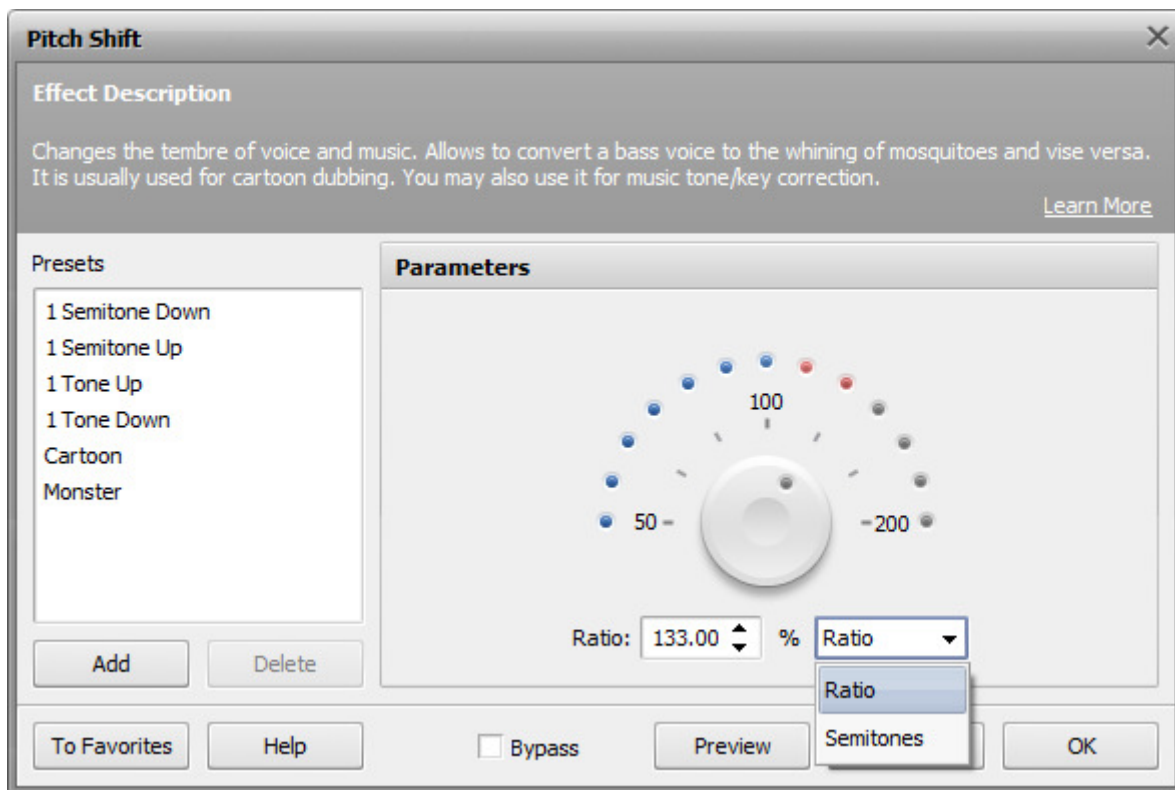 Pitch Shift
Effect Description
Changes the tembre of voice and music. Allows to convert a bass voice to the whining of mosquitoes and vise versa.
It is usually used for cartoon dubbing. You may also use it for music tone/key correction.
Learn More
Presets
1 Semitone Down
1 Semitone Up
1 Tone Up
1 Tone Down
Cartoon
Monster
Add
Delete
Parameters
100
50
200
Ratio: 133.00 % Ratio
Ratio
Semitones
To Favorites
Help
Bypass
Preview
OK